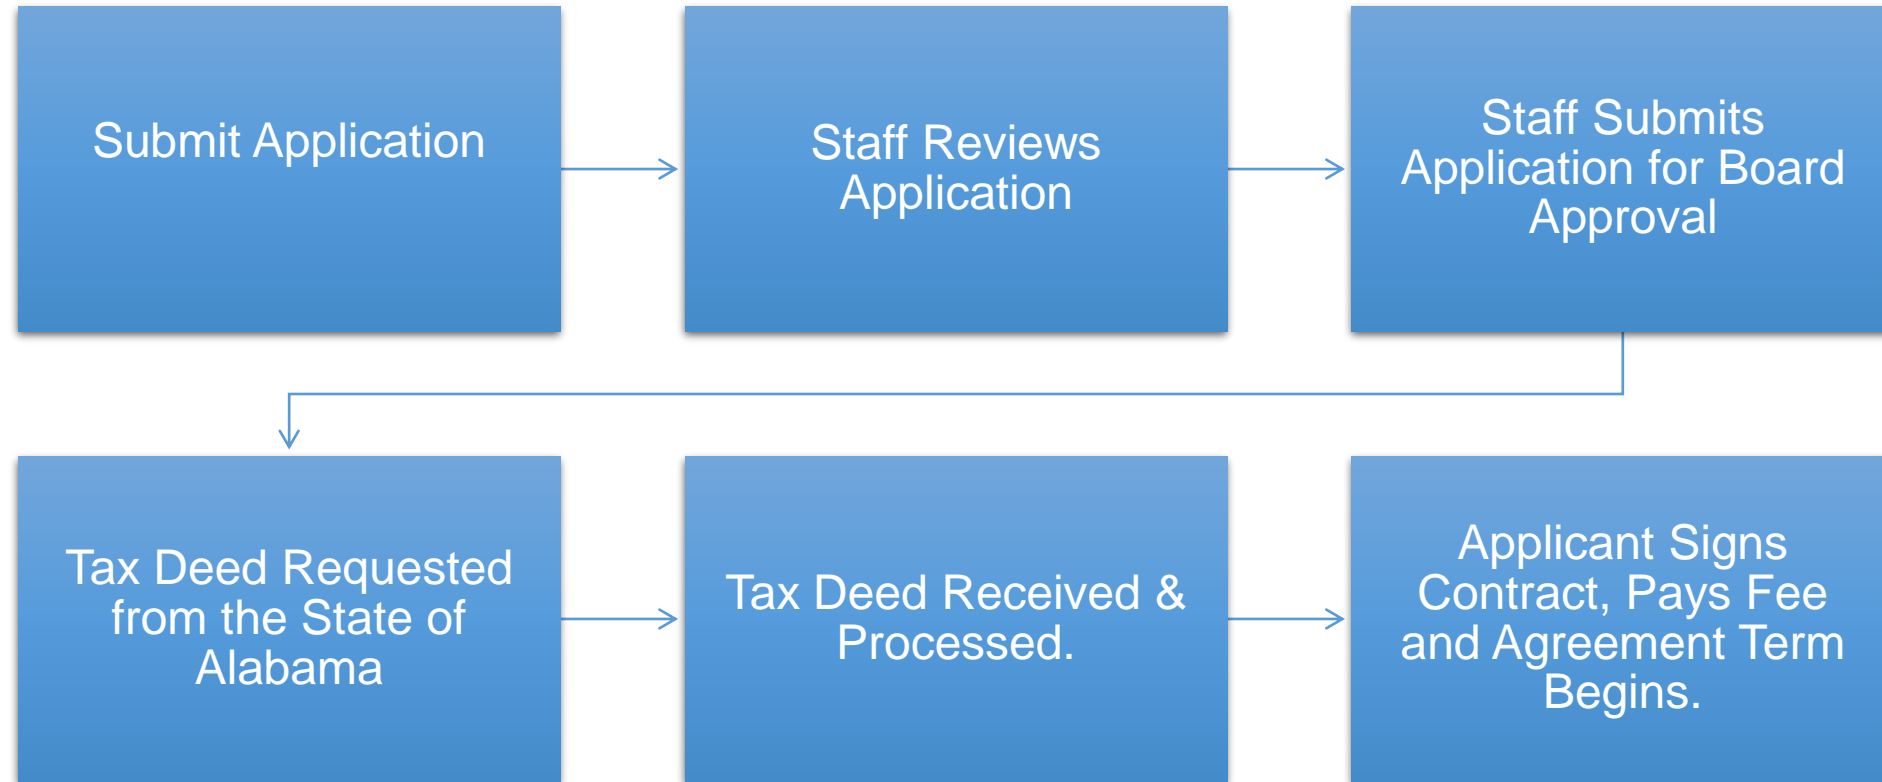 Submit Application
Staff Reviews
Application
Staff Submits
Application for Board
Approval
Tax Deed Requested
from the State of
Alabama
Tax Deed Received &
Processed.
Applicant Signs
Contract, Pays Fee
and Agreement Term
Begins.